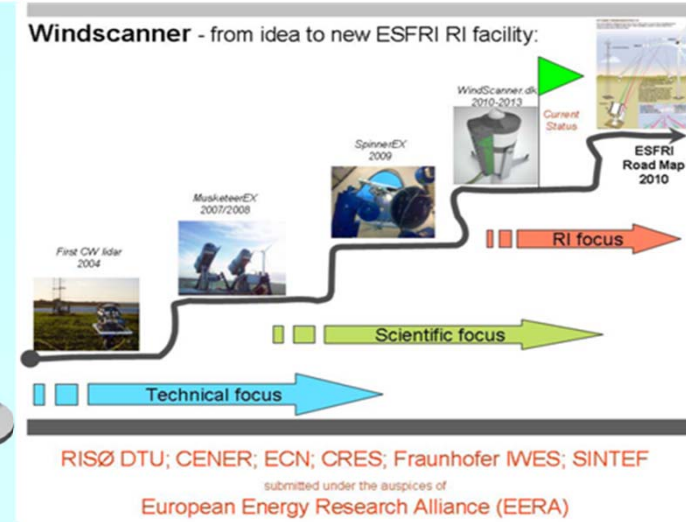 Windscanner - from idea to new ESFRI RI facility:
WindScanner.dk
2010-2013
Current
Status
ESFRI
Road Map
2010
SpinnerEX
2009
MusketeerEX
2007/2008
First CW lidar
2004
RI focus
Scientific focus
Technical focus
RISØ DTU; CENER; ECN; CRES; Fraunhofer IWES; SINTEF
submitted under the auspices of
European Energy Research Alliance (EERA)